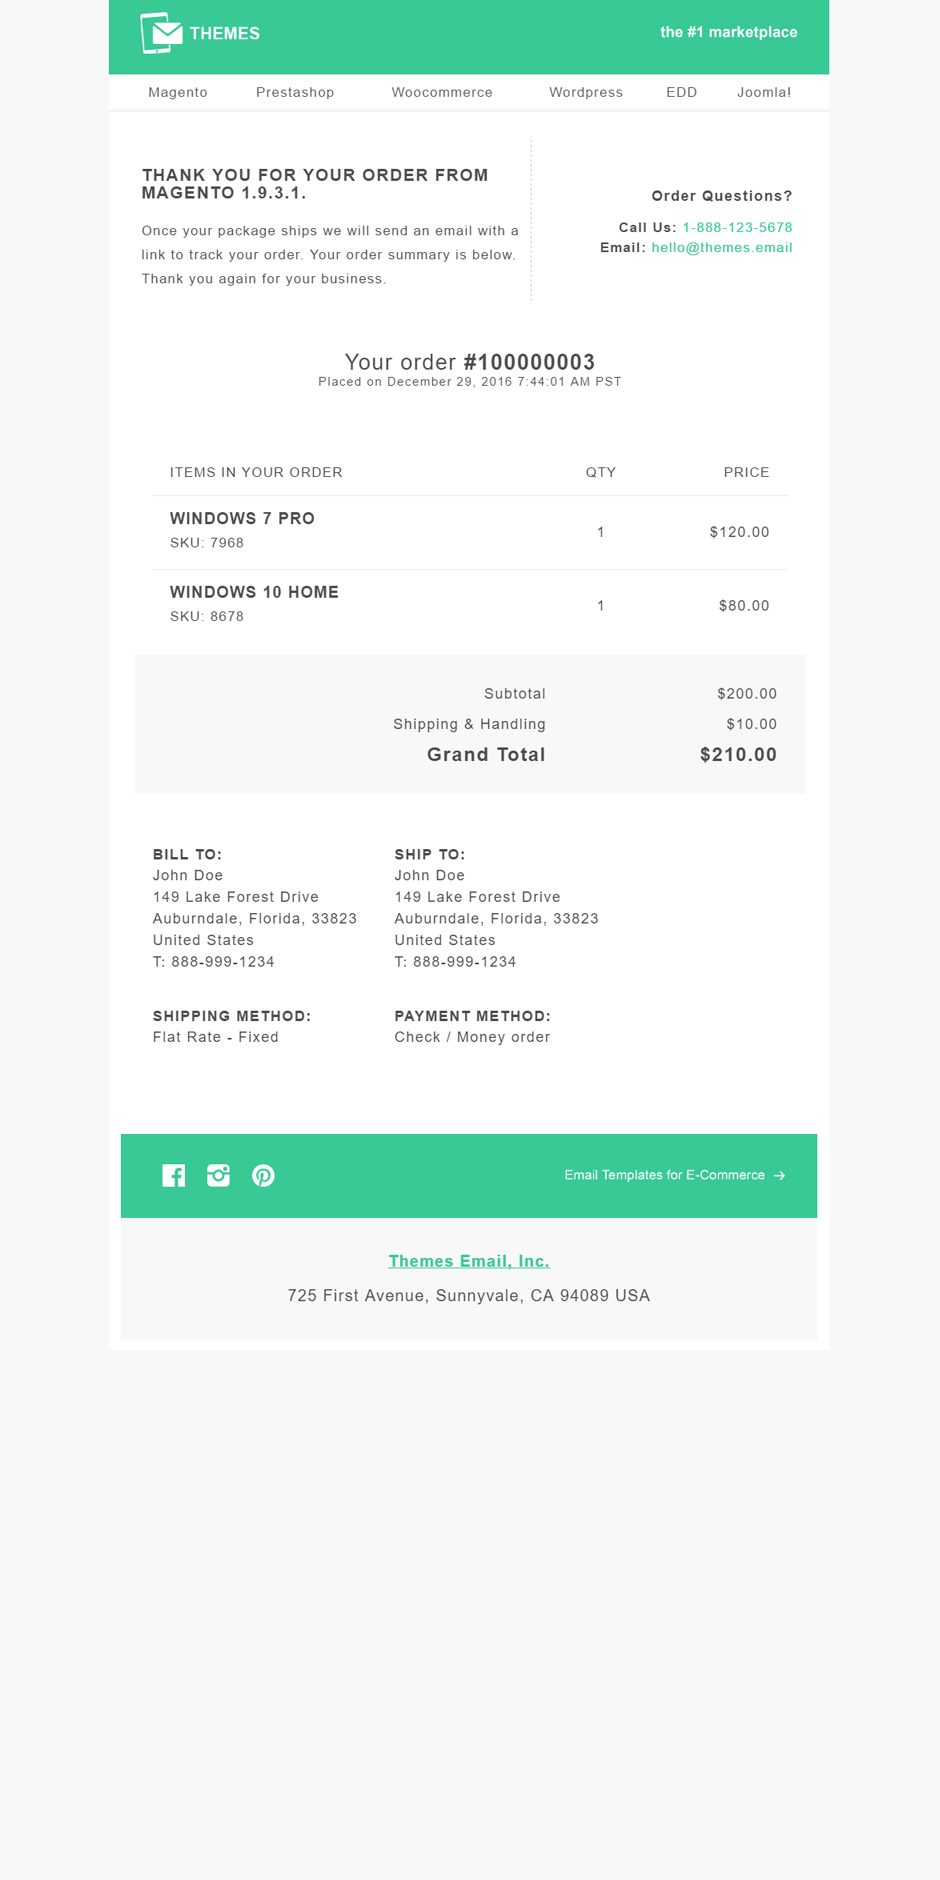 THEMES
the #1 marketplace
Magento Prestashop Woocommerce Wordpress EDD Joomla!
THANK YOU FOR YOUR ORDER FROM
MAGENTO 1.9.3.1.
Once your package ships we will send an email with a
link to track your order. Your order summary is below.
Thank you again for your business.
Order Questions?
Call Us: 1-888-123-5678
Email: hello@themes.email
Your order #100000003
Placed on December 29, 2016 7:44:01 AM PST
ITEMS IN YOUR ORDER QTY PRICE
WINDOWS 7 PRO
SKU: 7968
1 $120.00
WINDOWS 10 HOME
SKU: 8678
1 $80.00
Subtotal $200.00
Shipping & Handling $10.00
Grand Total $210.00
BILL TO:
John Doe
149 Lake Forest Drive
Auburndale, Florida, 33823
United States
T: 888-999-1234
SHIP TO:
John Doe
149 Lake Forest Drive
Auburndale, Florida, 33823
United States
T: 888-999-1234
SHIPPING METHOD:
Flat Rate - Fixed
PAYMENT METHOD:
Check / Money order
Email Templates for E-Commerce →
Themes Email, Inc.
725 First Avenue, Sunnyvale, CA 94089 USA